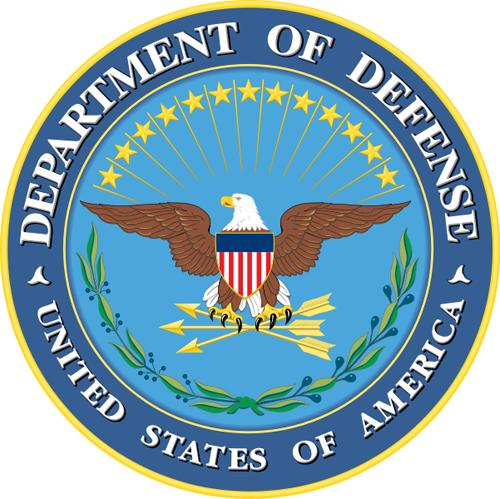 DEPARTMENT OF DEFENSE
UNITED STATES OF AMERICA